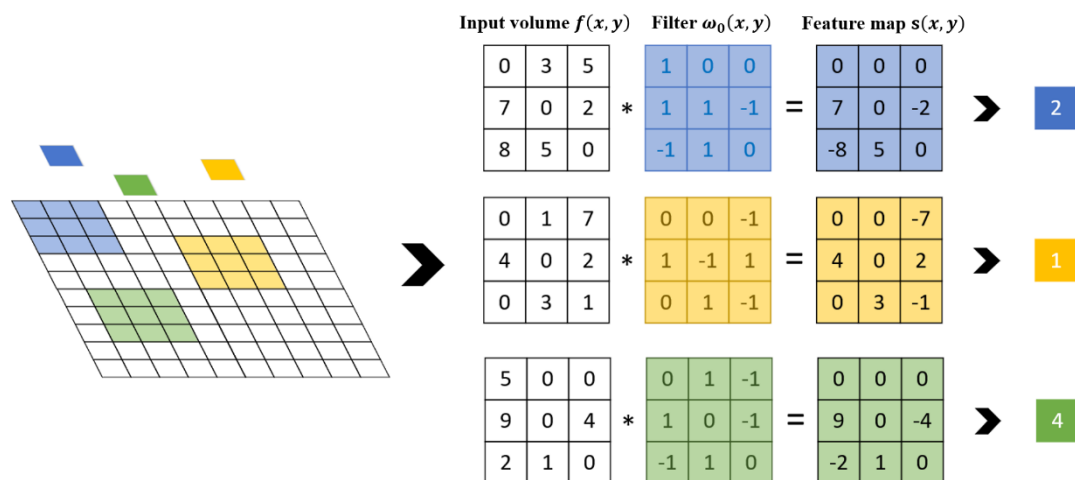 Input volume f(x, y) Filter ω₀(x, y) Feature map s(x, y)
0 3 5 1 0 0 0 0 0
7 0 2 * 1 1 -1 = 7 0 -2 2
8 5 0 -1 1 0 -8 5 0
0 1 7 0 0 -1 0 0 -7
4 0 2 * 1 -1 1 = 4 0 2 1
0 3 1 0 1 -1 0 3 -1
5 0 0 0 1 -1 0 0 0
9 0 4 * 1 0 -1 = 9 0 -4 4
2 1 0 -1 1 0 -2 1 0